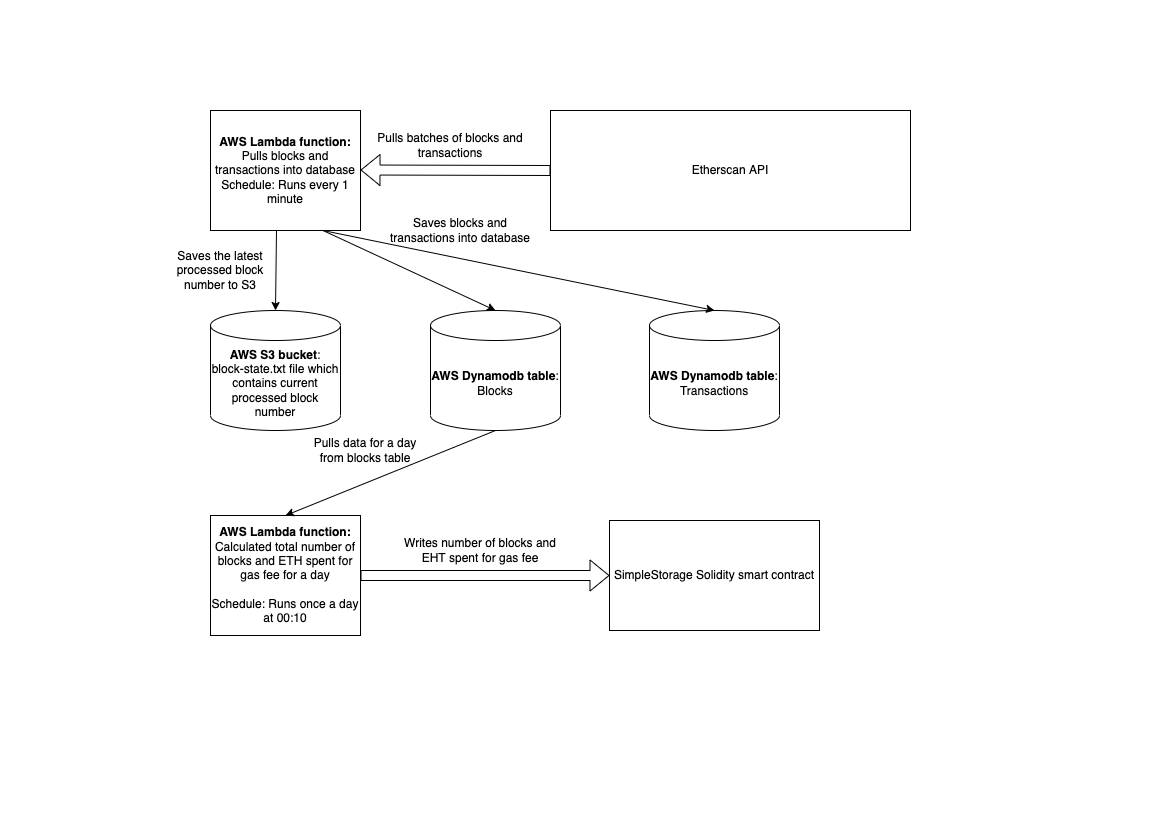 AWS Lambda function:
Pulls blocks and
transactions into database
Schedule: Runs every 1
minute
Pulls batches of blocks and
transactions
Etherscan API
Saves blocks and
transactions into database
Saves the latest
processed block
number to S3
AWS S3 bucket:
block-state.txt file which
contains current
processed block
number
AWS Dynamodb table:
Blocks
AWS Dynamodb table:
Transactions
Pulls data for a day
from blocks table
AWS Lambda function:
Calculated total number of
blocks and ETH spent for
gas fee for a day
Schedule: Runs once a day
at 00:10
Writes number of blocks and
EHT spent for gas fee
SimpleStorage Solidity smart contract